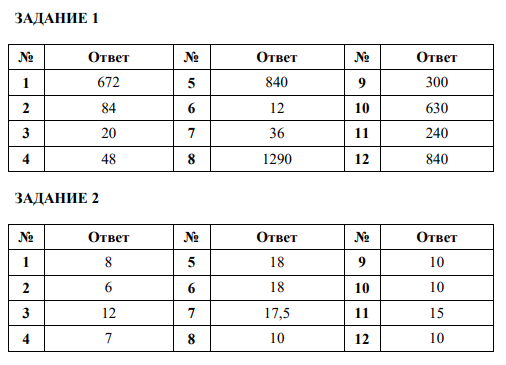 ЗАДАНИЕ 1
№ Ответ № Ответ № Ответ
1 672 5 840 9 300
2 84 6 12 10 630
3 20 7 36 11 240
4 48 8 1290 12 840
ЗАДАНИЕ 2
№ Ответ № Ответ № Ответ
1 8 5 18 9 10
2 6 6 18 10 10
3 12 7 17,5 11 15
4 7 8 10 12 10